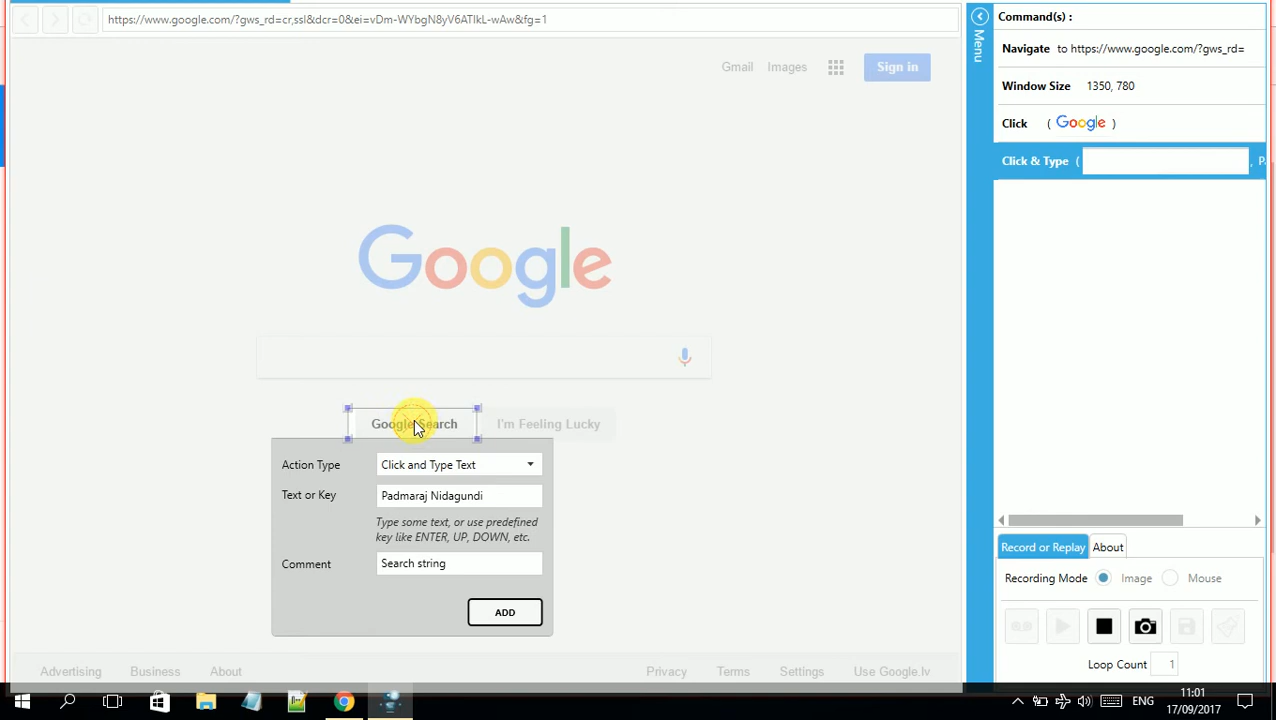 https://www.google.com/?gws_rd=cr,ssl&dcr=0&ei=vDm-WYbgN8yV6ATlkL-wAw&fg=1
Gmail Images Sign in
Google
Google Search I'm Feeling Lucky
Action Type Click and Type Text
Text or Key Padmaraj Nidagundi
Type some text, or use predefined
key like ENTER, UP, DOWN, etc.
Comment Search string
ADD
Advertising Business About Privacy Terms Settings Use Google.lv
Menu
Command(s) :
Navigate to https://www.google.com/?gws_rd=
Window Size 1350, 780
Click ( Google )
Click & Type ( ,
Record or Replay About
Recording Mode Image Mouse
Loop Count 1
ENG
11:01
17/09/2017